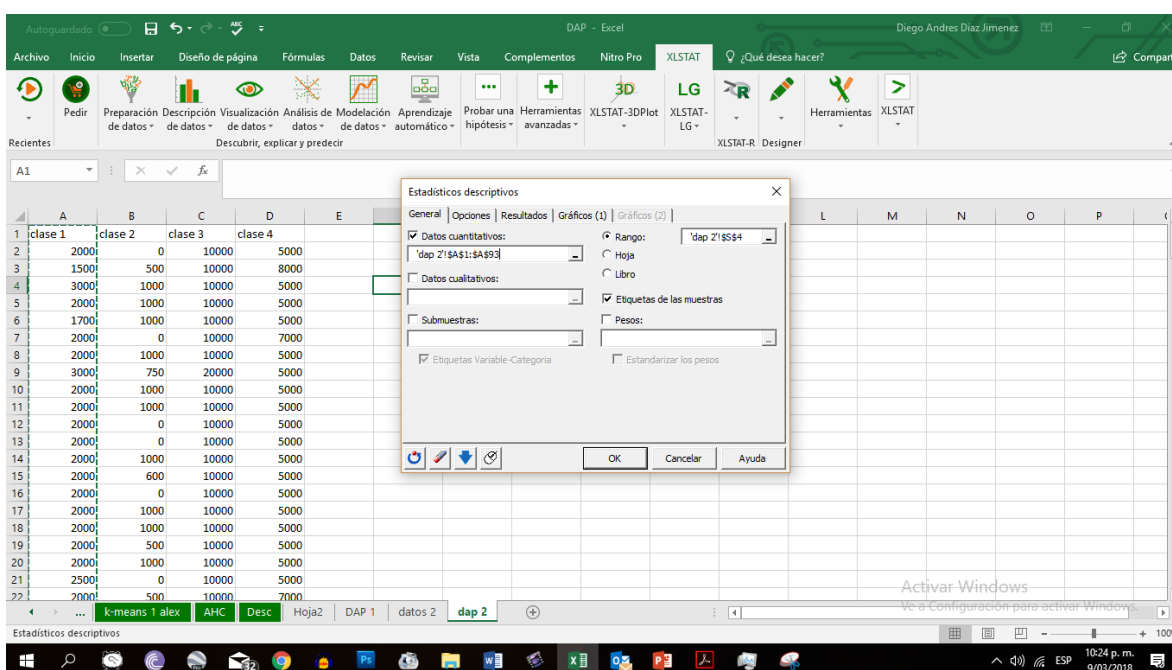 Autoguardado
ABC
DAP - Excel
Diego Andres Diaz Jimenez
Archivo Inicio Insertar Diseño de página Fórmulas Datos Revisar Vista Complementos Nitro Pro XLSTAT ¿Qué desea hacer? Compart
Pedir
Preparación de datos
Descripción de datos
Visualización de datos
Análisis de datos
Modelación de datos
Aprendizaje automático
Probar una hipótesis
Herramientas avanzadas
3D
XLSTAT-3DPlot
LG
XLSTAT-LG
R
Herramientas
XLSTAT
Recientes
Descubrir, explicar y predecir
XLSTAT-R
Designer
A1
fx
A B C D E L M N O P
1 clase 1 clase 2 clase 3 clase 4
2 2000 0 10000 5000
3 1500 500 10000 8000
4 3000 1000 10000 5000
5 2000 1000 10000 5000
6 1700 1000 10000 5000
7 2000 0 10000 7000
8 2000 1000 10000 5000
9 3000 750 20000 5000
10 2000 1000 10000 5000
11 2000 1000 10000 5000
12 2000 0 10000 5000
13 2000 0 10000 5000
14 2000 1000 10000 5000
15 2000 600 10000 5000
16 2000 0 10000 5000
17 2000 1000 10000 5000
18 2000 1000 10000 5000
19 2000 500 10000 5000
20 2000 1000 10000 5000
21 2500 0 10000 5000
22 2000 500 10000 7000
Estadísticos descriptivos
General Opciones Resultados Gráficos (1) Gráficos (2)
Datos cuantitativos:
'dap 2'!$A$1:$A$93
Datos cualitativos:
Submuestras:
Etiquetas Variable-Categoria
Rango: 'dap 2'!$S$4
Hoja
Libro
Etiquetas de las muestras
Pesos:
Estandarizar los pesos
OK Cancelar Ayuda
Activar Windows
Ve a Configuración para activar Windows.
... k-means 1 alex AHC Desc Hoja2 DAP 1 datos 2 dap 2
Estadísticos descriptivos
100
32
Ps
ESP
10:24 p. m.
9/03/2018